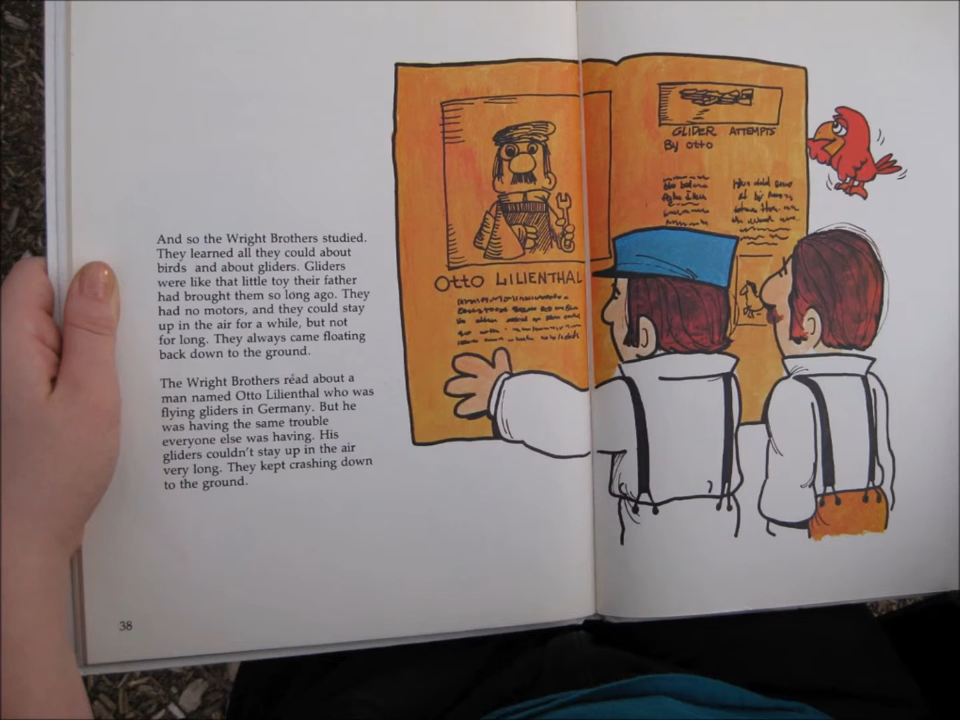 And so the Wright Brothers studied.
They learned all they could about
birds and about gliders. Gliders
were like that little toy their father
had brought them so long ago. They
had no motors, and they could stay
up in the air for a while, but not
for long. They always came floating
back down to the ground.
The Wright Brothers read about a
man named Otto Lilienthal who was
flying gliders in Germany. But he
was having the same trouble
everyone else was having. His
gliders couldn't stay up in the air
very long. They kept crashing down
to the ground.
38
Otto LILIENTHAL
GLIDER ATTEMPTS
By Otto